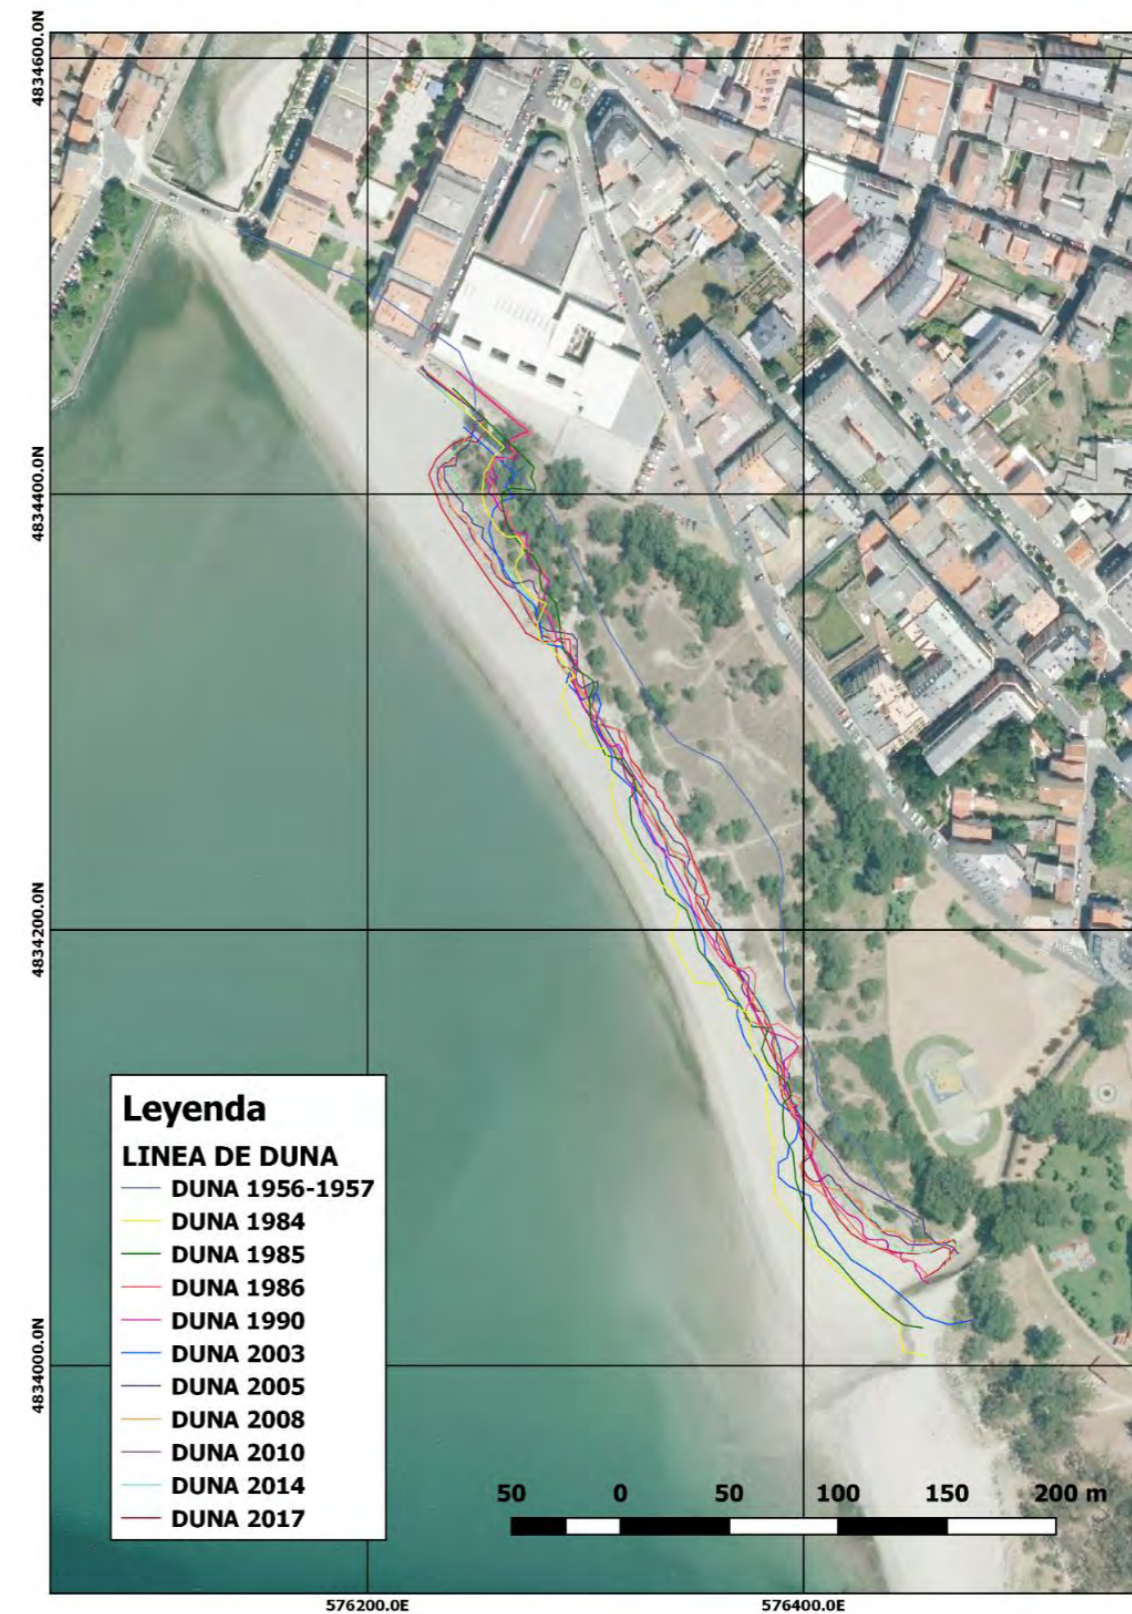 4834600.0N
4834400.0N
4834200.0N
4834000.0N
Leyenda
LINEA DE DUNA
DUNA 1956-1957
DUNA 1984
DUNA 1985
DUNA 1986
DUNA 1990
DUNA 2003
DUNA 2005
DUNA 2008
DUNA 2010
DUNA 2014
DUNA 2017
50 0 50 100 150 200 m
576200.0E 576400.0E